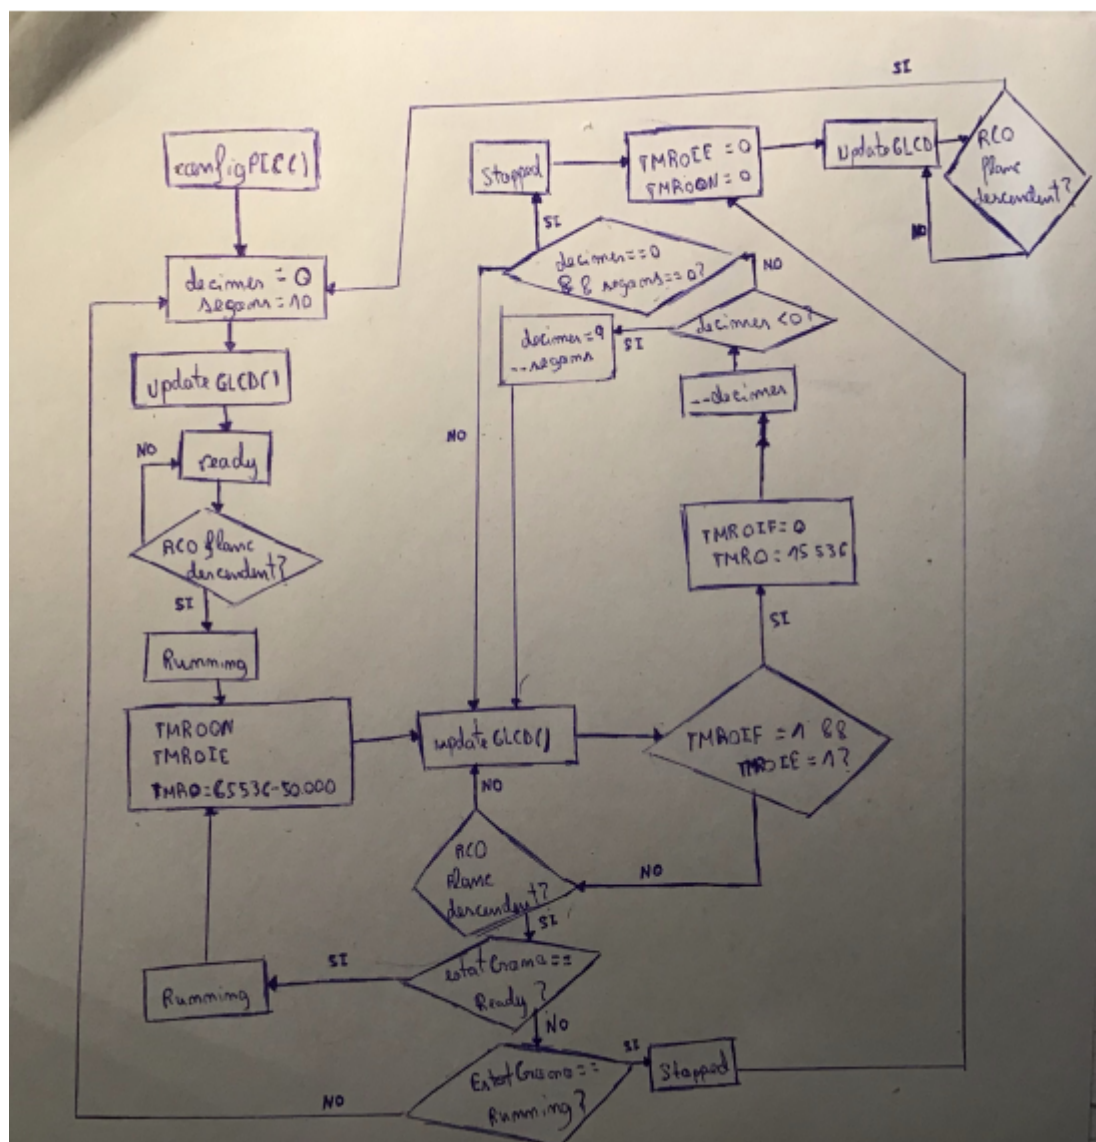 SI
configPIC()
Stopped
TMR0IE = 0
TMR0ON = 0
UpdateGLCD
RC0
flanc
descendent?
NO
SI
decimes==0
&& segons==0?
NO
decimes = 0
segons = 10
decimes=9
--segons
SI
decimes <0?
UpdateGLCD()
--decimes
NO
NO
ready
RC0 flanc
descendent?
TMR0IF=0
TMR0=15536
SI
SI
Running
TMR0ON
TMR0IE
TMR0=65536-50.000
updateGLCD()
TMR0IF = 1 &&
TMR0IE = 1?
NO
RC0
flanc
descendent?
NO
SI
Running
SI
estatCrono==
Ready?
NO
EstatCrono==
Running?
SI
Stopped
NO